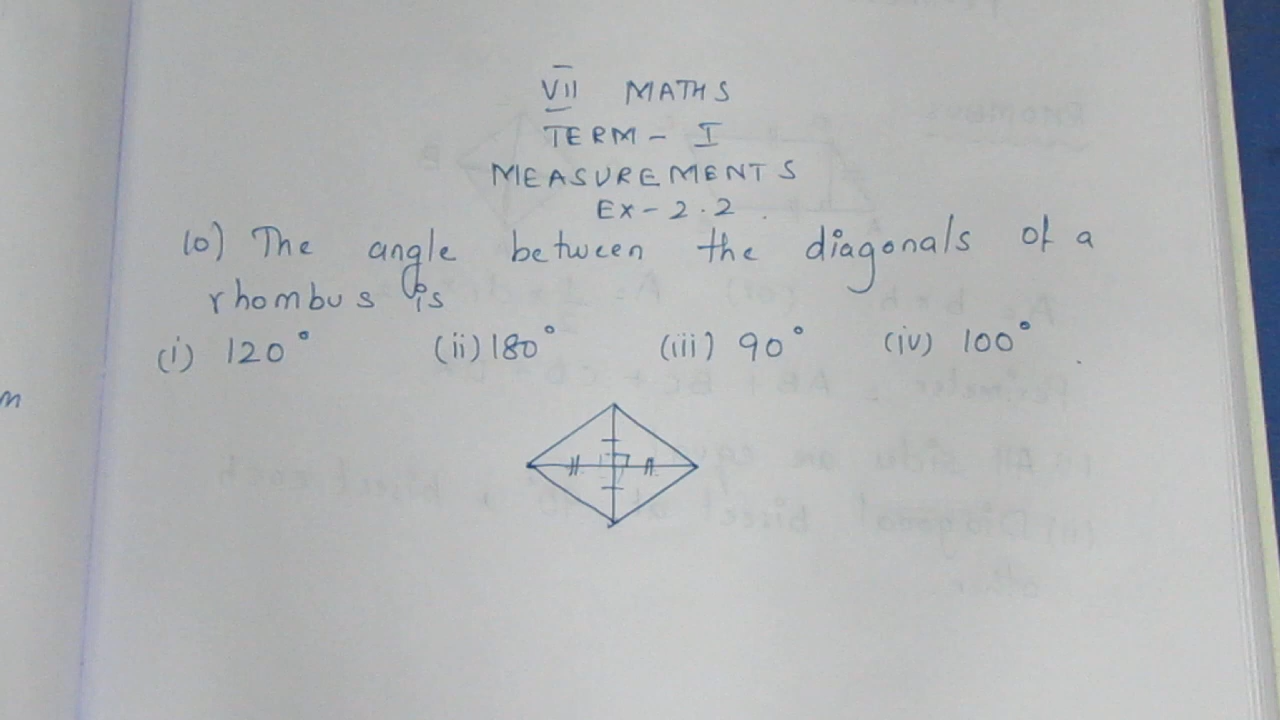 VII MATHS
TERM - I
MEASUREMENTS
EX - 2.2.
10) The angle between the diagonals of a
rhombus is
(i) 120° (ii) 180° (iii) 90° (iv) 100°.
m